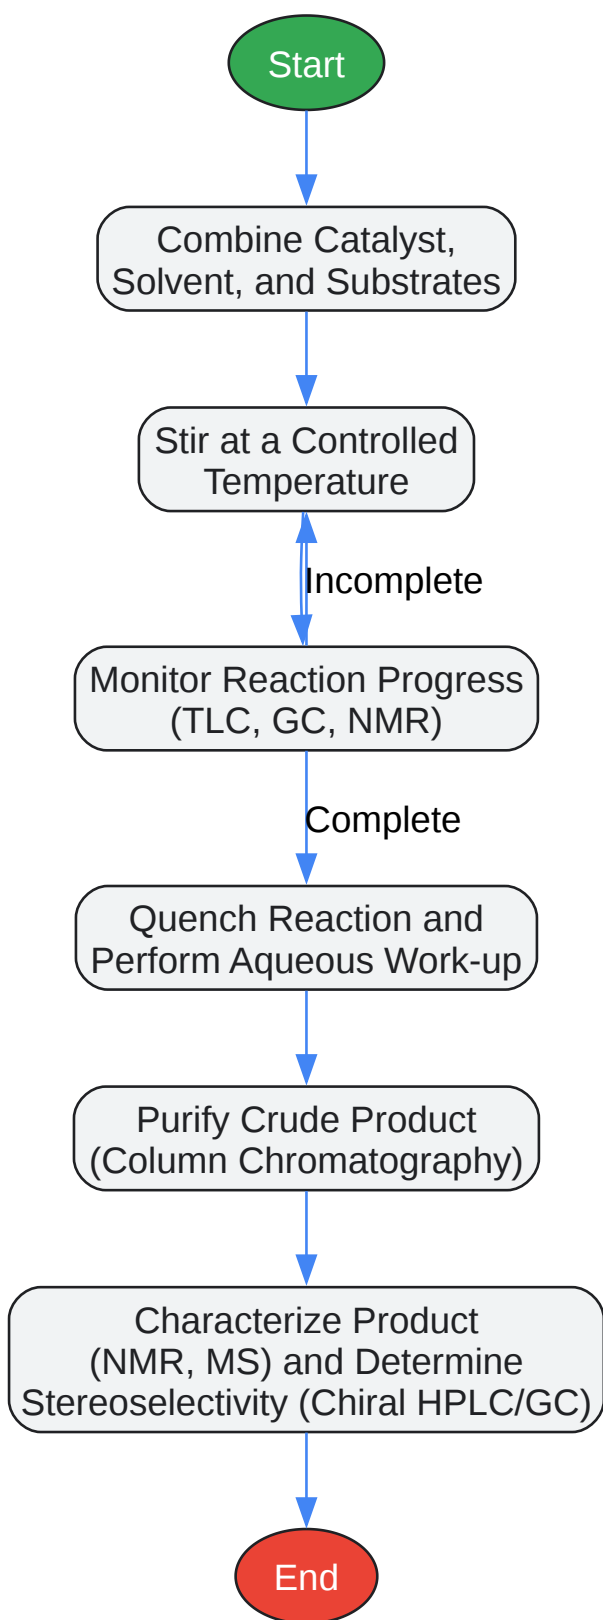 Start
Combine Catalyst,
Solvent, and Substrates
Stir at a Controlled
Temperature
Incomplete
Monitor Reaction Progress
(TLC, GC, NMR)
Complete
Quench Reaction and
Perform Aqueous Work-up
Purify Crude Product
(Column Chromatography)
Characterize Product
(NMR, MS) and Determine
Stereoselectivity (Chiral HPLC/GC)
End